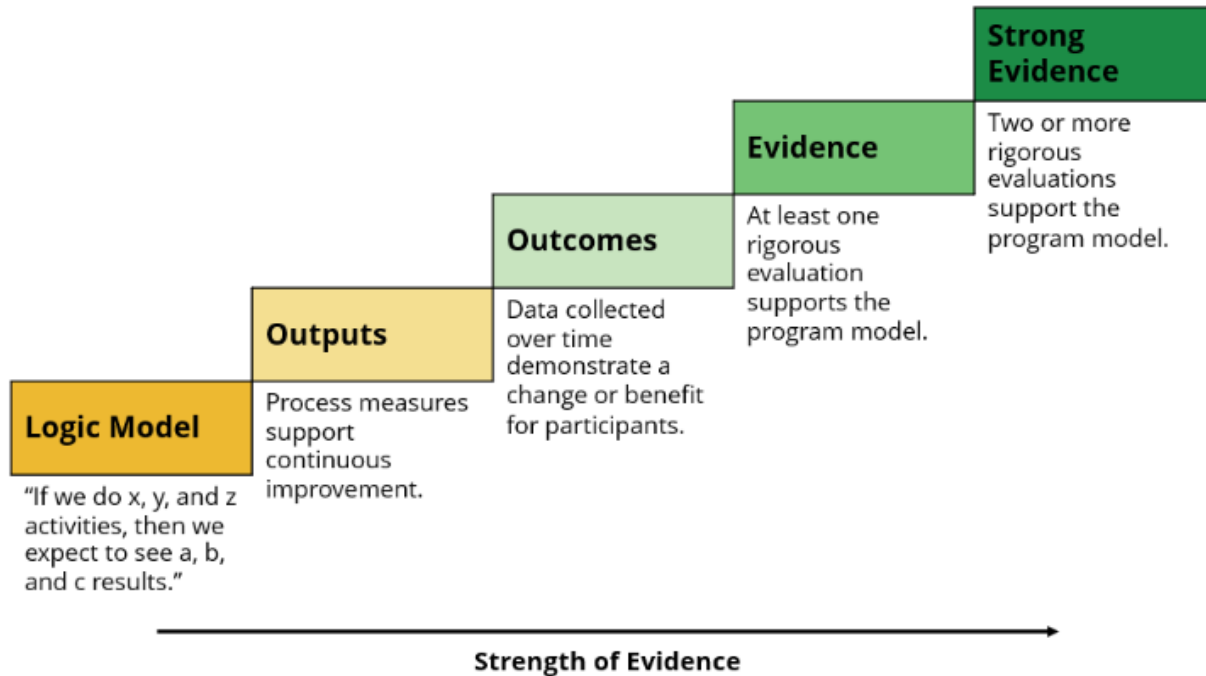 Logic Model
“If we do x, y, and z
activities, then we
expect to see a, b,
and c results.”
Outputs
Process measures
support
continuous
improvement.
Outcomes
Data collected
over time
demonstrate a
change or benefit
for participants.
Evidence
At least one
rigorous
evaluation
supports the
program model.
Strong
Evidence
Two or more
rigorous
evaluations
support the
program model.
Strength of Evidence